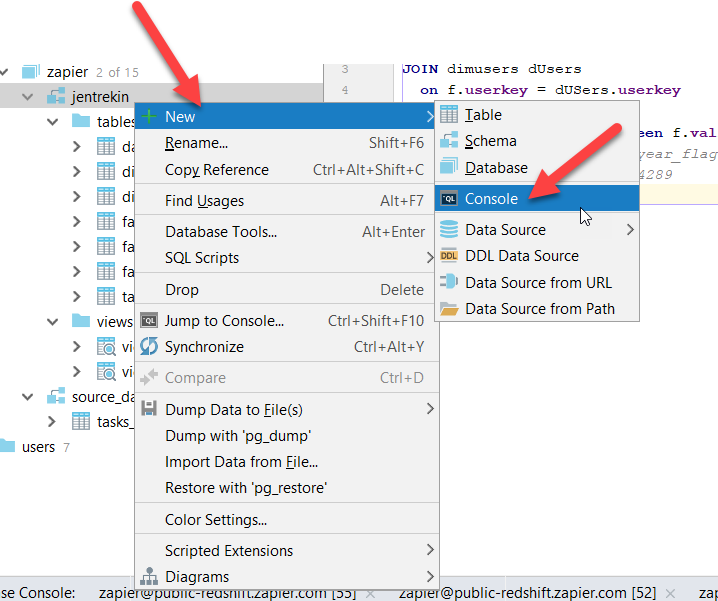 zapier 2 of 15
jentrekin
tables
da
di
di
fa
fa
fa
ta
views
vi
vi
source_da
tasks_
users 7
3
JOIN dimusers dUsers
4
on f.userkey = dUSers.userkey
een f.val
year_flag
4289
New
Rename... Shift+F6
Copy Reference Ctrl+Alt+Shift+C
Find Usages Alt+F7
Database Tools... Alt+Enter
SQL Scripts
Drop Delete
Jump to Console... Ctrl+Shift+F10
Synchronize Ctrl+Alt+Y
Compare Ctrl+D
Dump Data to File(s)
Dump with 'pg_dump'
Import Data from File...
Restore with 'pg_restore'
Color Settings...
Scripted Extensions
Diagrams
Table
Schema
Database
QL Console
Data Source
DDL DDL Data Source
Data Source from URL
Data Source from Path
se Console: zapier@public-redshift.zapier.com [55] zapier@public-redshift.zapier.com [52] zap